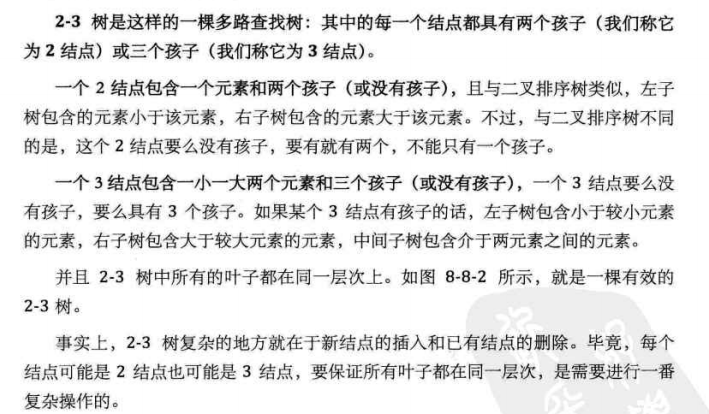 2-3 树是这样的一棵多路查找树：其中的每一个结点都具有两个孩子（我们称它
为 2 结点）或三个孩子（我们称它为 3 结点）。
一个 2 结点包含一个元素和两个孩子（或没有孩子），且与二叉排序树类似，左子
树包含的元素小于该元素，右子树包含的元素大于该元素。不过，与二叉排序树不同
的是，这个 2 结点要么没有孩子，要有就有两个，不能只有一个孩子。
一个 3 结点包含一小一大两个元素和三个孩子（或没有孩子），一个 3 结点要么没
有孩子，要么具有 3 个孩子。如果某个 3 结点有孩子的话，左子树包含小于较小元素
的元素，右子树包含大于较大元素的元素，中间子树包含介于两元素之间的元素。
并且 2-3 树中所有的叶子都在同一层次上。如图 8-8-2 所示，就是一棵有效的
2-3 树。
事实上，2-3 树复杂的地方就在于新结点的插入和已有结点的删除。毕竟，每个
结点可能是 2 结点也可能是 3 结点，要保证所有叶子都在同一层次，是需要进行一番
复杂操作的。